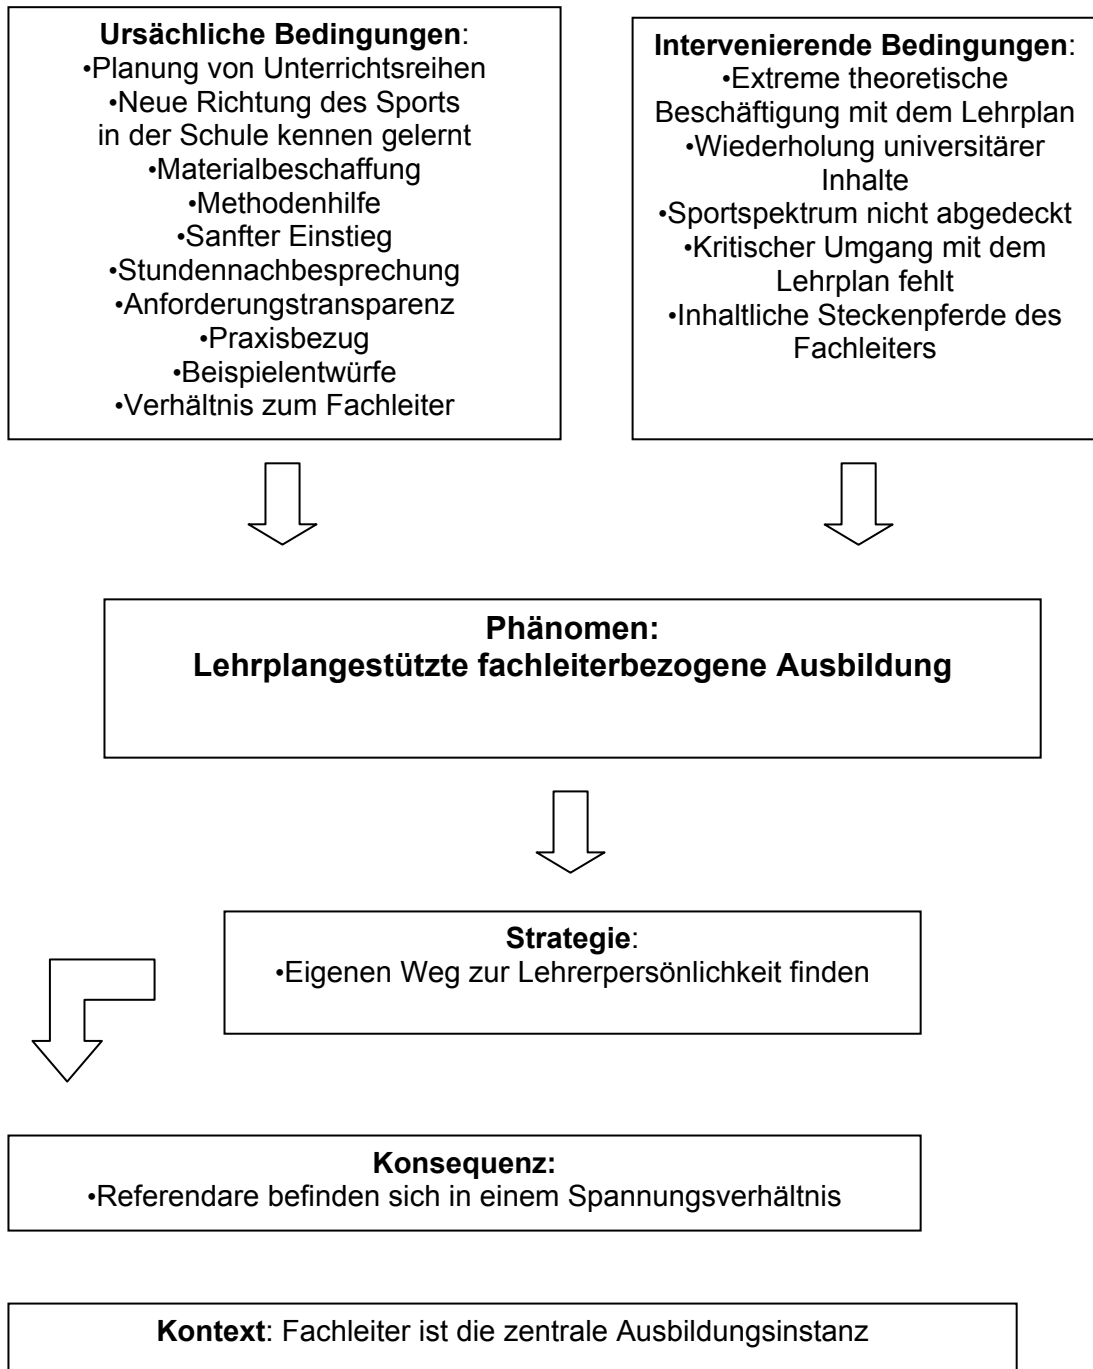 Ursächliche Bedingungen:
•Planung von Unterrichtsreihen
•Neue Richtung des Sports
in der Schule kennen gelernt
•Materialbeschaffung
•Methodenhilfe
•Sanfter Einstieg
•Stundennachbesprechung
•Anforderungstransparenz
•Praxisbezug
•Beispielentwürfe
•Verhältnis zum Fachleiter
Intervenierende Bedingungen:
•Extreme theoretische
Beschäftigung mit dem Lehrplan
•Wiederholung universitärer
Inhalte
•Sportspektrum nicht abgedeckt
•Kritischer Umgang mit dem
Lehrplan fehlt
•Inhaltliche Steckenpferde des
Fachleiters
Phänomen:
Lehrplangestützte fachleiterbezogene Ausbildung
Strategie:
•Eigenen Weg zur Lehrerpersönlichkeit finden
Konsequenz:
•Referendare befinden sich in einem Spannungsverhältnis
Kontext: Fachleiter ist die zentrale Ausbildungsinstanz